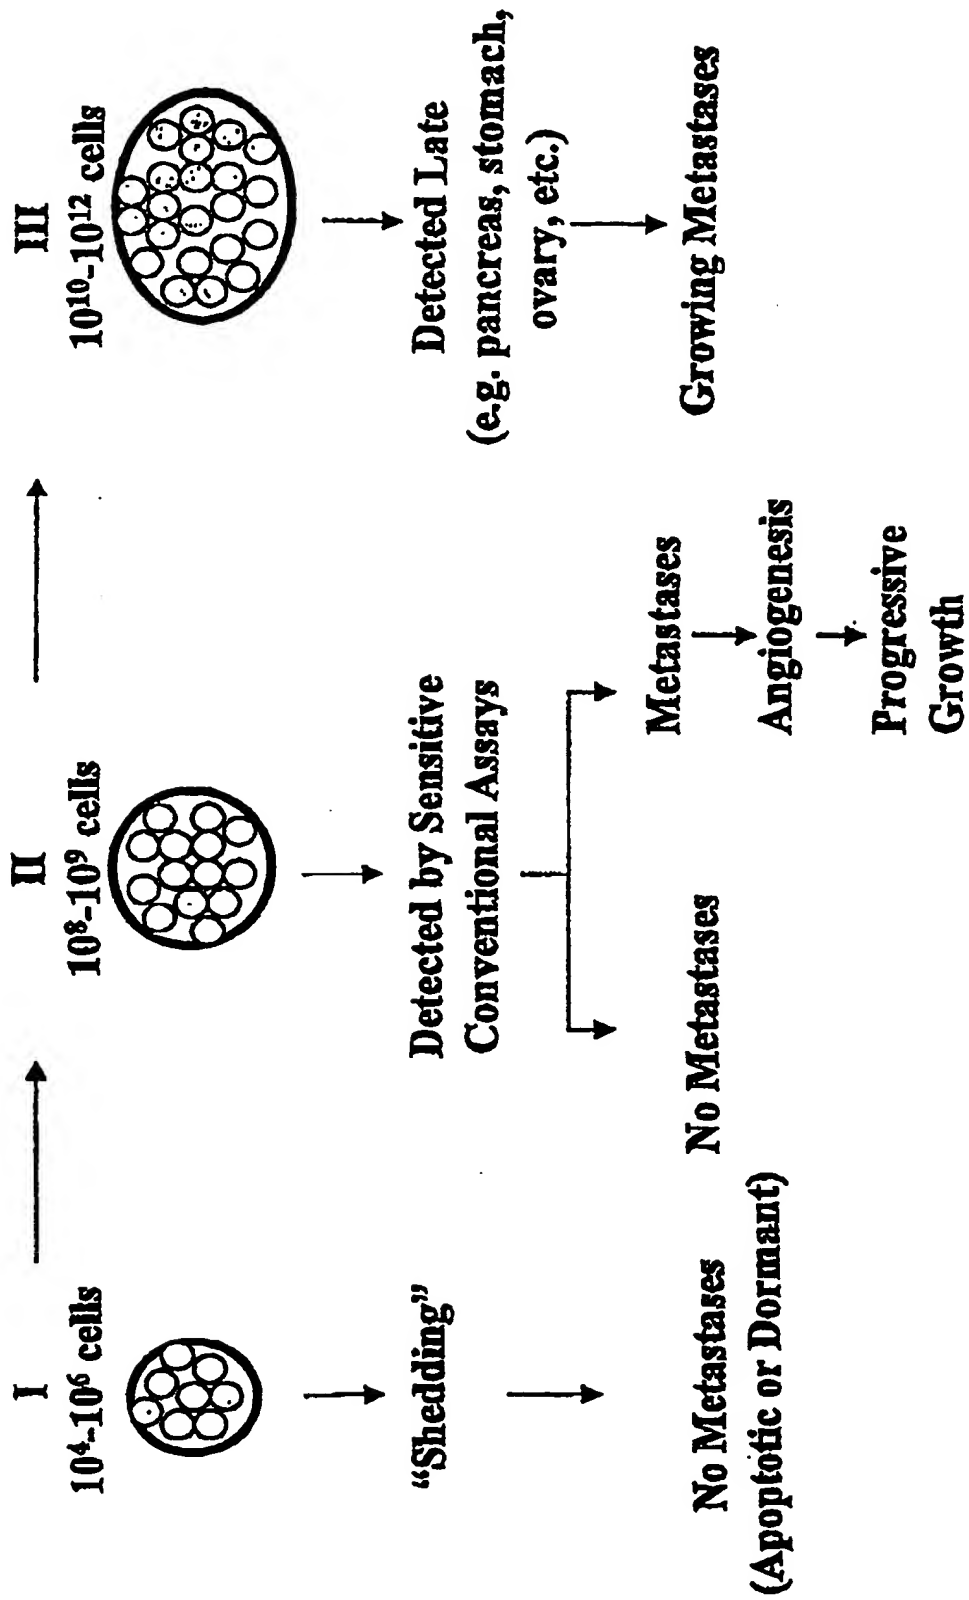 I
10⁴-10⁶ cells
“Shedding”
No Metastases
(Apoptotic or Dormant)
II
10⁸-10⁹ cells
Detected by Sensitive
Conventional Assays
No Metastases
Metastases
Angiogenesis
Progressive
Growth
III
10¹⁰-10¹² cells
Detected Late
(e.g. pancreas, stomach,
ovary, etc.)
Growing Metastases